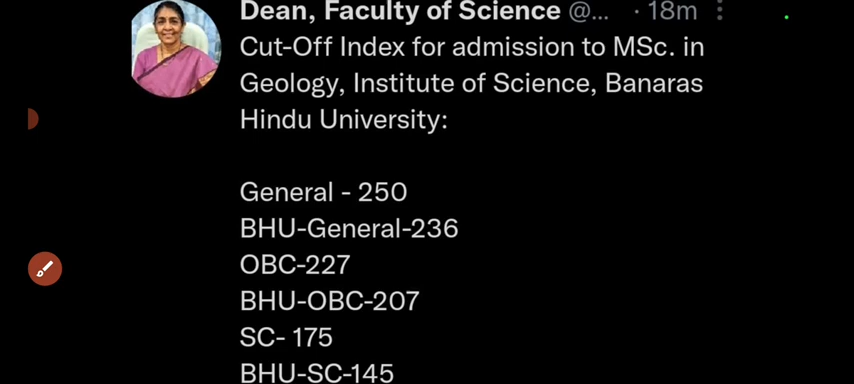 Dean, Faculty of Science @... · 18m
Cut-Off Index for admission to MSc. in
Geology, Institute of Science, Banaras
Hindu University:
General - 250
BHU-General-236
OBC-227
BHU-OBC-207
SC- 175
BHU-SC-145